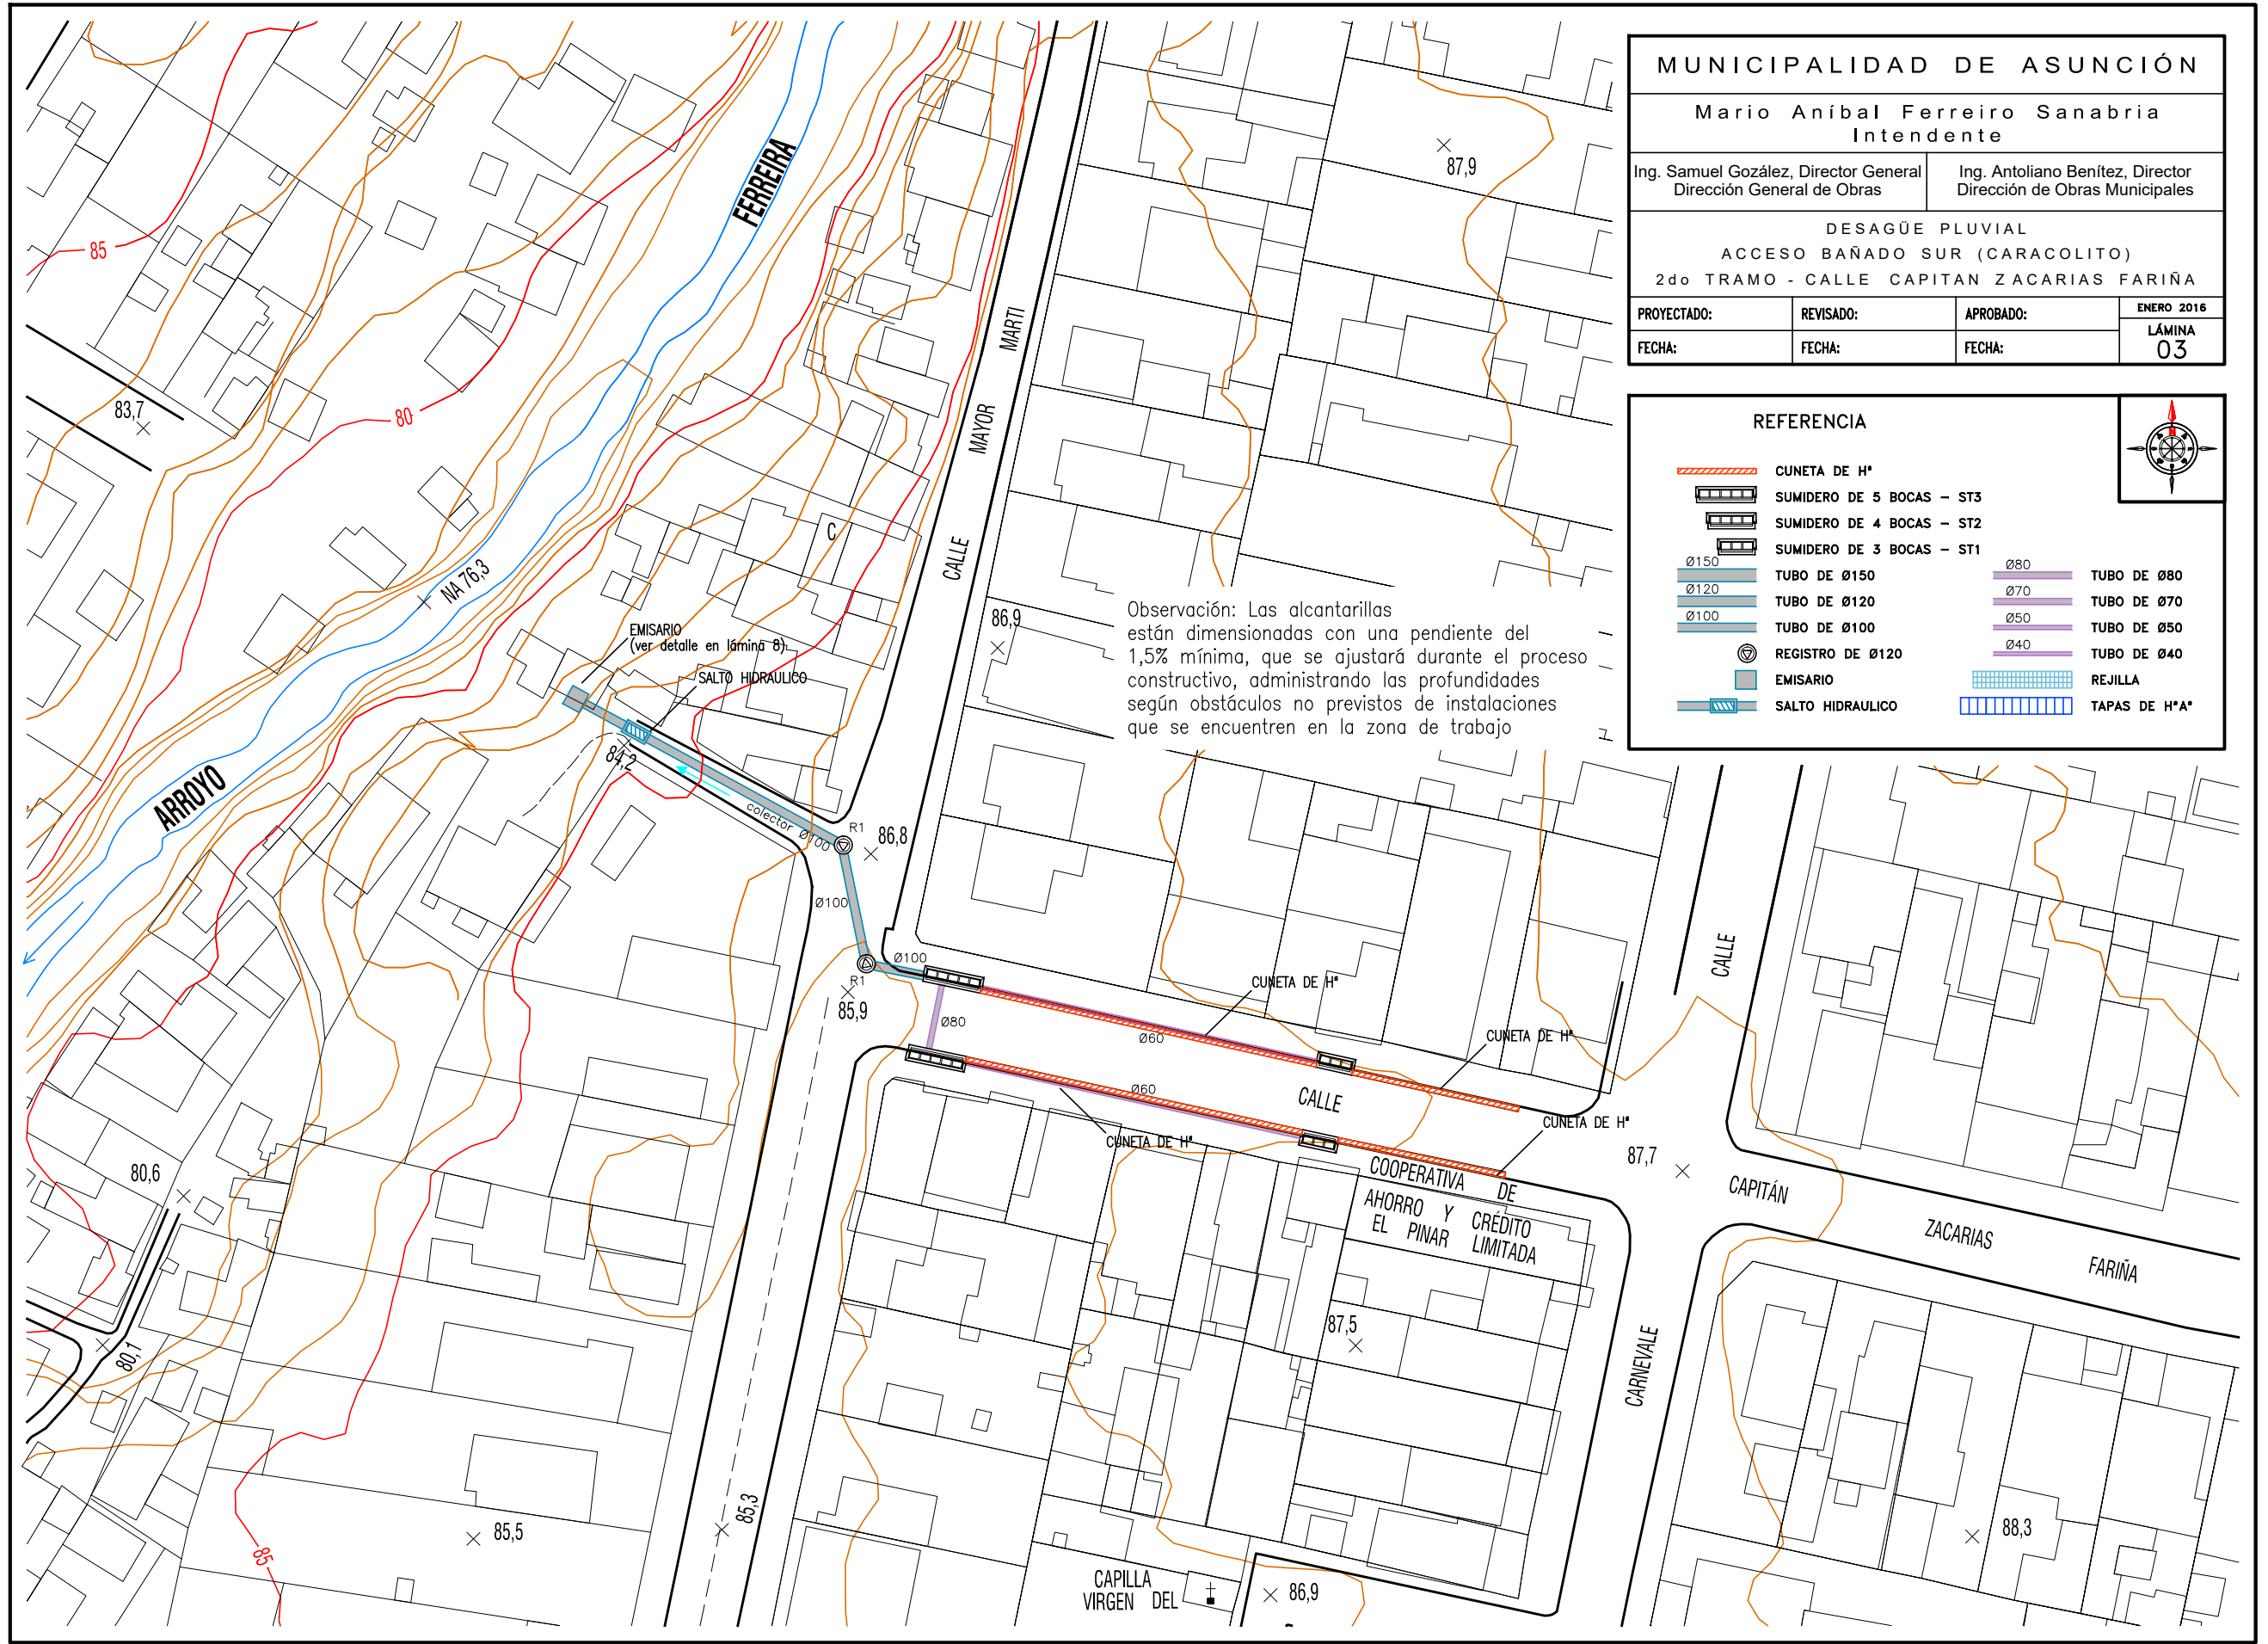 MUNICIPALIDAD DE ASUNCIÓN
Mario Aníbal Ferreiro Sanabria
Intendente
Ing. Samuel Gozález, Director General
Dirección General de Obras
Ing. Antoliano Benítez, Director
Dirección de Obras Municipales
DESAGÜE PLUVIAL
ACCESO BAÑADO SUR (CARACOLITO)
2do TRAMO - CALLE CAPITAN ZACARIAS FARIÑA
PROYECTADO:
REVISADO:
APROBADO:
ENERO 2016
FECHA:
FECHA:
FECHA:
LÁMINA
03
REFERENCIA
N
CUNETA DE Hº
SUMIDERO DE 5 BOCAS - ST3
SUMIDERO DE 4 BOCAS - ST2
SUMIDERO DE 3 BOCAS - ST1
Ø150
TUBO DE Ø150
Ø120
TUBO DE Ø120
Ø100
TUBO DE Ø100
REGISTRO DE Ø120
EMISARIO
SALTO HIDRAULICO
Ø80
TUBO DE Ø80
Ø70
TUBO DE Ø70
Ø50
TUBO DE Ø50
Ø40
TUBO DE Ø40
REJILLA
TAPAS DE HºAº
Observación: Las alcantarillas
están dimensionadas con una pendiente del
1,5% mínima, que se ajustará durante el proceso
constructivo, administrando las profundidades
según obstáculos no previstos de instalaciones
que se encuentren en la zona de trabajo
85
80
83,7
FERREIRA
87,9
MARTI
MAYOR
CALLE
C
NA 76,3
86,9
EMISARIO
(ver detalle en lámina 8)
SALTO HIDRAULICO
84,2
ARROYO
colector Ø100
R1
86,8
Ø100
Ø100
R1
85,9
Ø80
CUNETA DE Hº
Ø60
CUNETA DE Hº
Ø60
CALLE
CUNETA DE Hº
CUNETA DE Hº
CALLE
87,7
COOPERATIVA DE
AHORRO Y CRÉDITO
EL PINAR LIMITADA
CAPITÁN
ZACARIAS
FARIÑA
80,6
80,1
87,5
CARNEVALE
85,3
85,5
85
88,3
CAPILLA
VIRGEN DEL
86,9